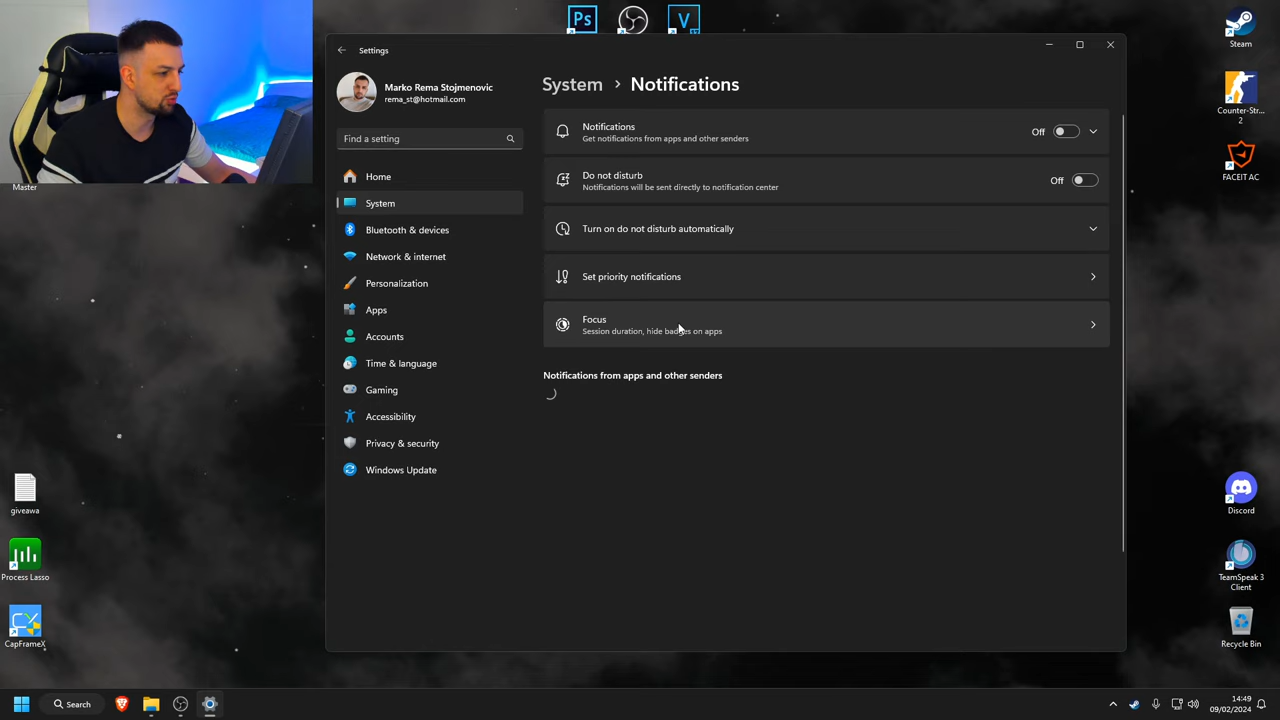 Ps
V
Settings
Marko Rema Stojmenovic
rema_st@hotmail.com
Find a setting
Home
System
Bluetooth & devices
Network & internet
Personalization
Apps
Accounts
Time & language
Gaming
Accessibility
Privacy & security
Windows Update
System > Notifications
Notifications
Get notifications from apps and other senders
Off
Do not disturb
Notifications will be sent directly to notification center
Off
Turn on do not disturb automatically
Set priority notifications
Focus
Session duration, hide badges on apps
Notifications from apps and other senders
Master
giveawa
Process Lasso
CapFrameX
Steam
Counter-Str...
2
FACEIT AC
Discord
TeamSpeak 3
Client
Recycle Bin
Search
14:49
09/02/2024